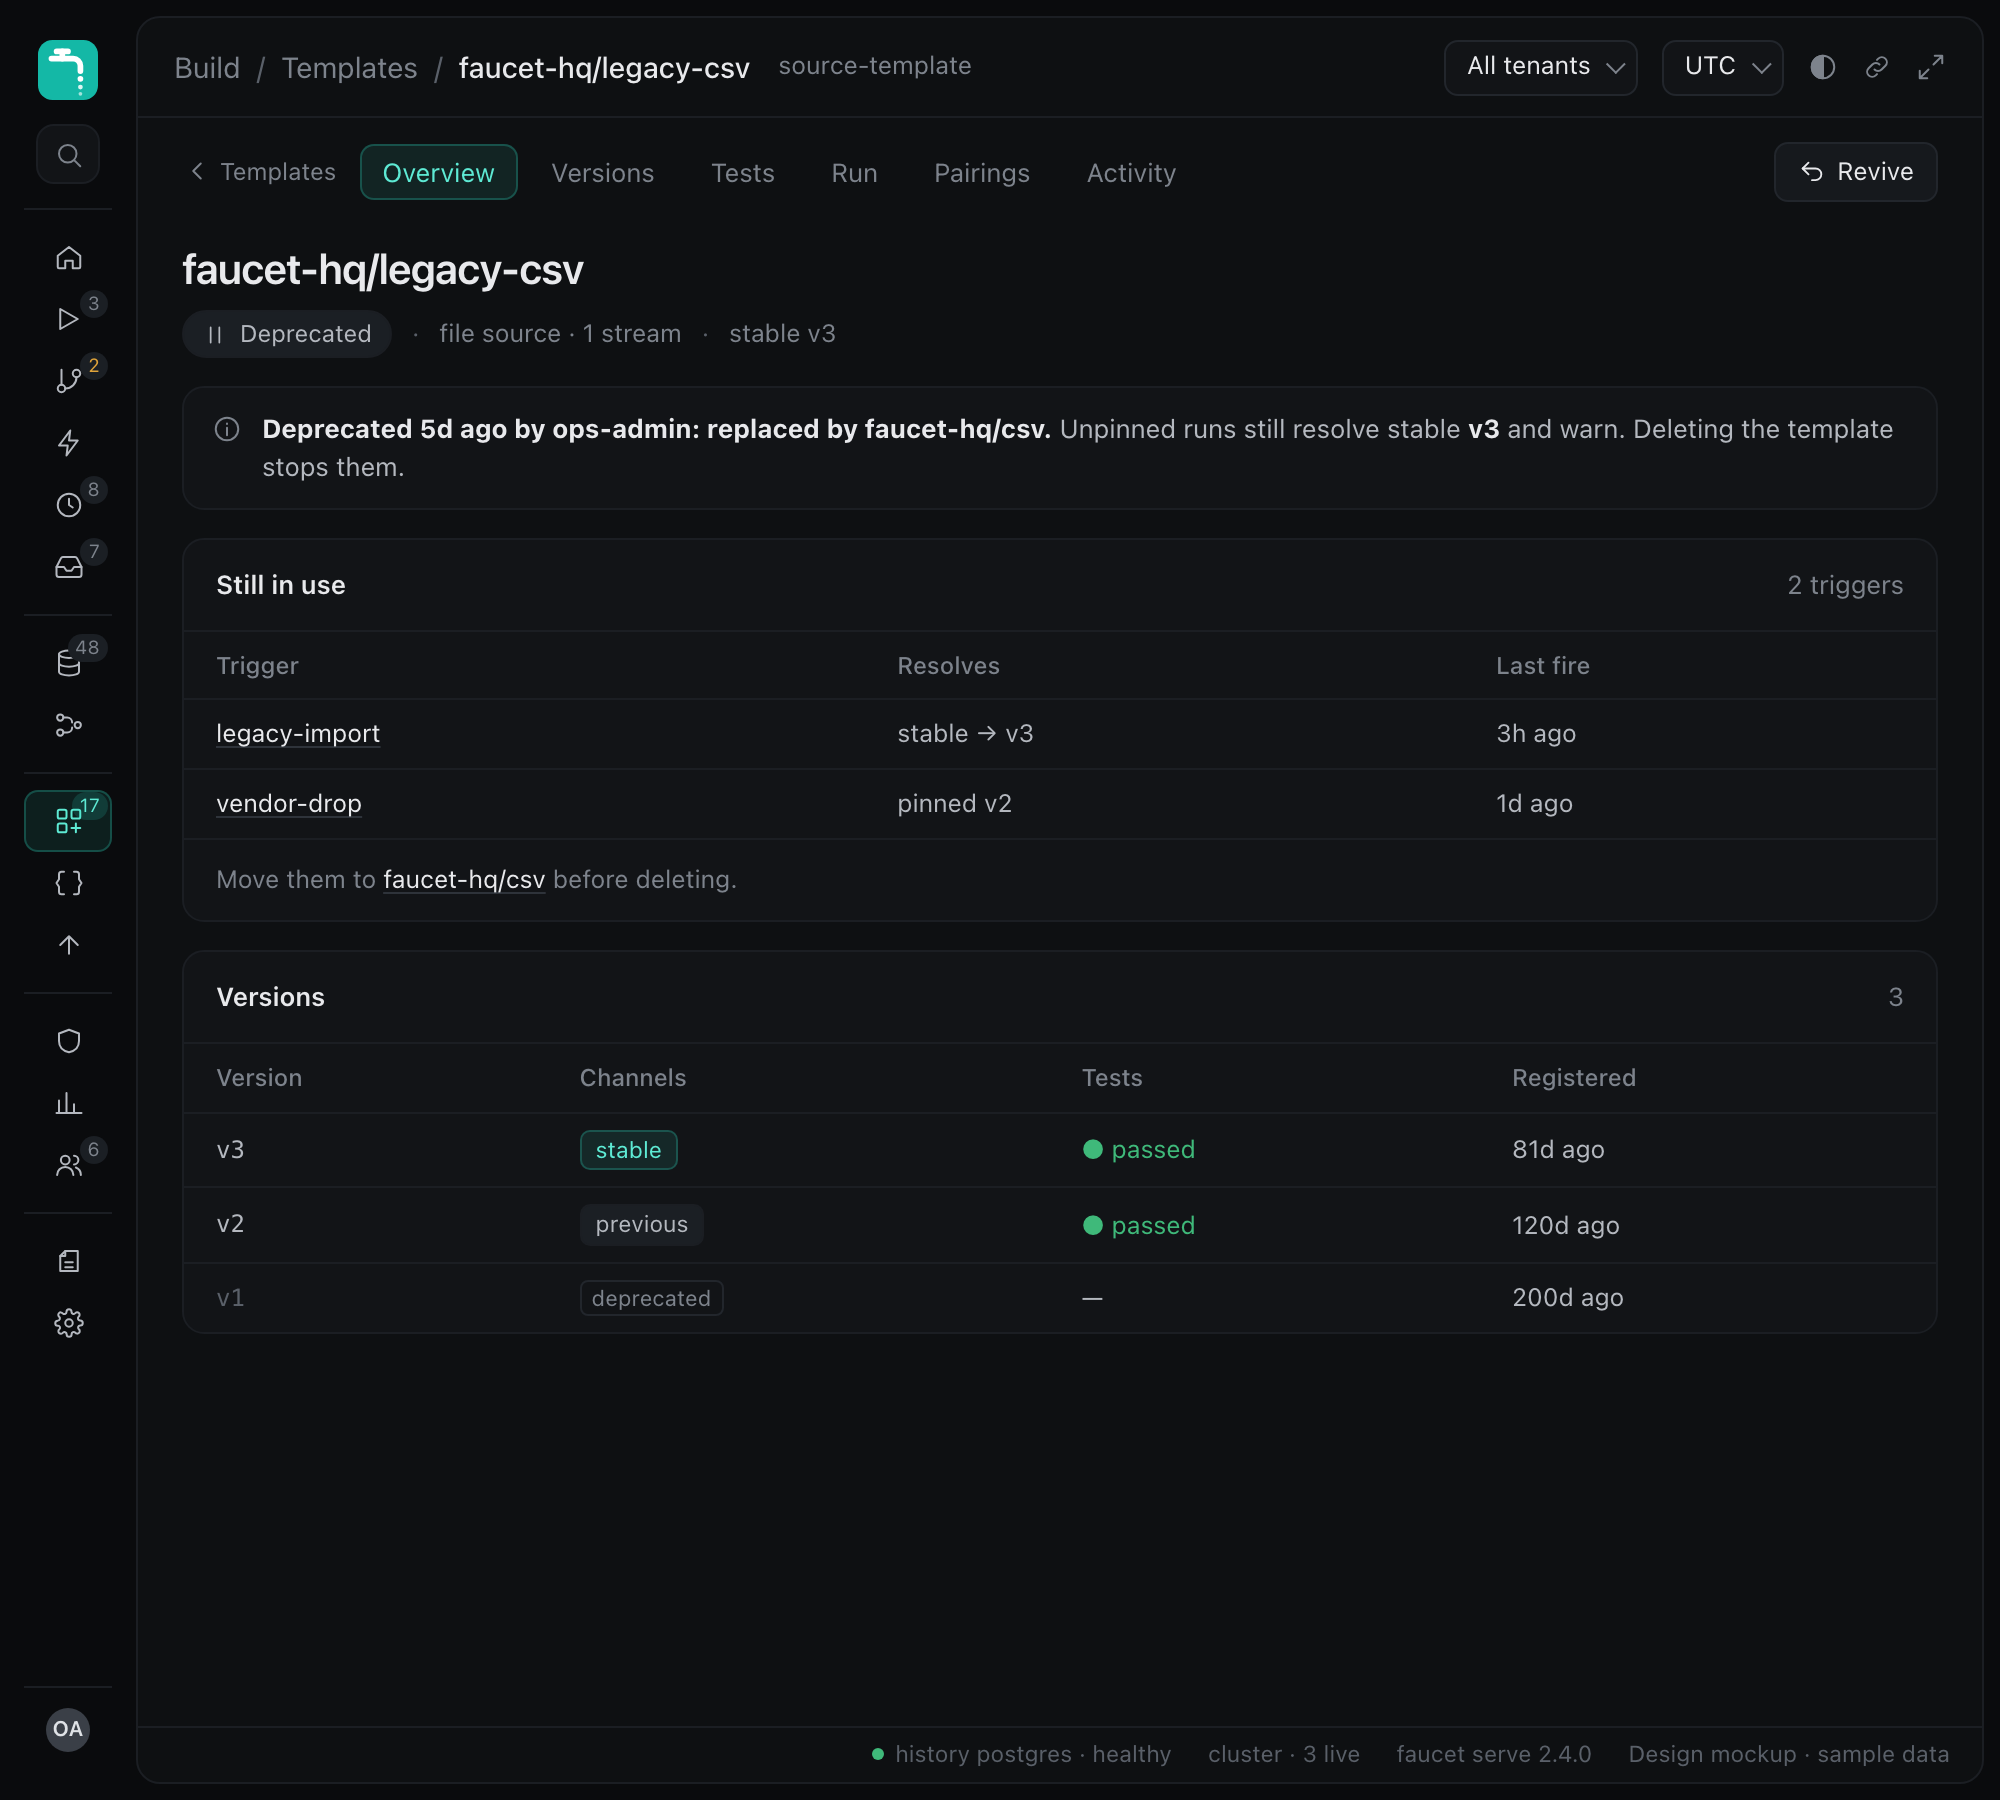 Build / Templates / faucet-hq/legacy-csv source-template
All tenants
UTC
3
2
8
7
48
17
6
OA
Templates
Overview
Versions
Tests
Run
Pairings
Activity
Revive
faucet-hq/legacy-csv
Deprecated · file source · 1 stream · stable v3
Deprecated 5d ago by ops-admin: replaced by faucet-hq/csv. Unpinned runs still resolve stable v3 and warn. Deleting the template
stops them.
Still in use 2 triggers
Trigger Resolves Last fire
legacy-import stable → v3 3h ago
vendor-drop pinned v2 1d ago
Move them to faucet-hq/csv before deleting.
Versions 3
Version Channels Tests Registered
v3 stable passed 81d ago
v2 previous passed 120d ago
v1 deprecated — 200d ago
history postgres · healthy cluster · 3 live faucet serve 2.4.0 Design mockup · sample data